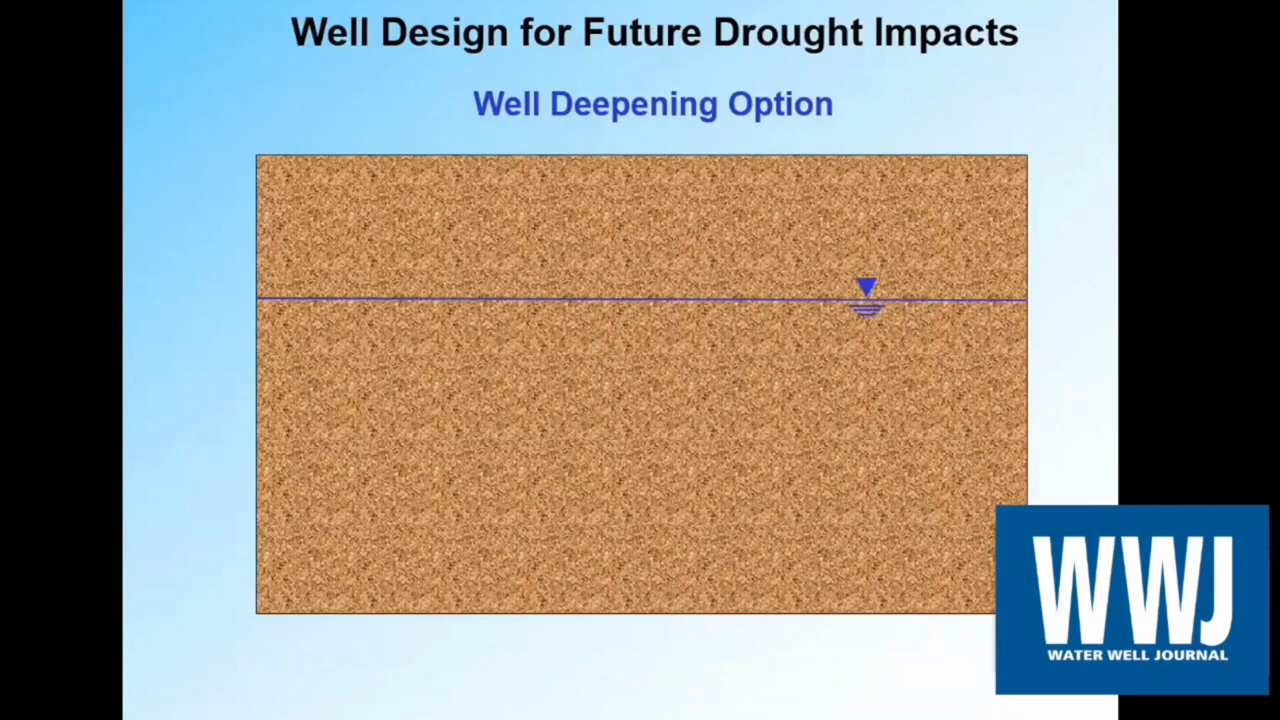 Well Design for Future Drought Impacts
Well Deepening Option
WWJ
WATER WELL JOURNAL